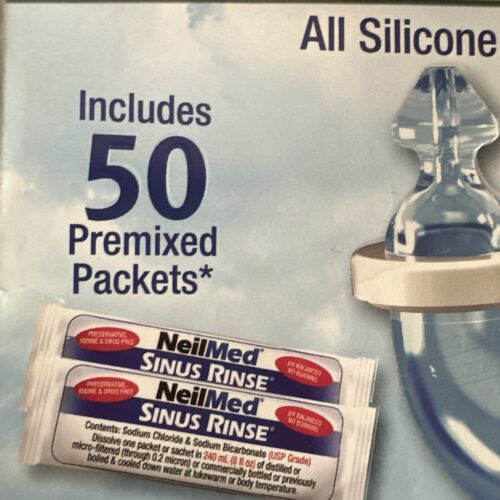 All Silicone
Includes
50
Premixed
Packets*
PRESERVATIVE,
IODINE & DRUG FREE
NeilMed®
SINUS RINSE®
pH BALANCED
NO BURNING
PRESERVATIVE,
IODINE & DRUG FREE
NeilMed®
SINUS RINSE®
pH BALANCED
NO BURNING
Contents: Sodium Chloride & Sodium Bicarbonate (USP Grade)
Dissolve one packet or sachet in 240 mL (8 fl oz) of distilled or
micro-filtered (through 0.2 micron) or commercially bottled or previously
boiled & cooled down water at lukewarm or body temperature.